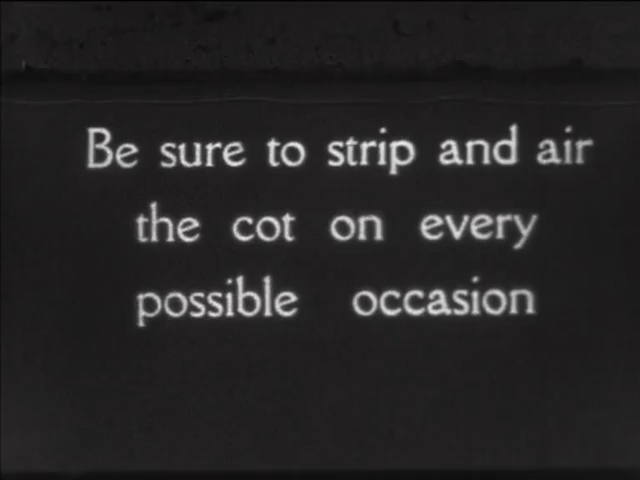 Be sure to strip and air
the cot on every
possible occasion